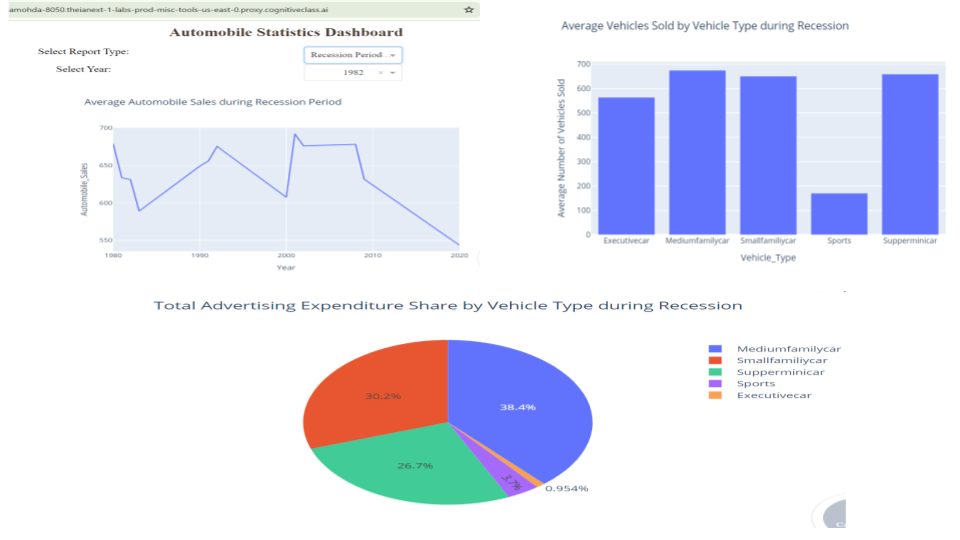 amohda-8050.theianext-1-labs-prod-misc-tools-us-east-0.proxy.cognitiveclass.ai
Automobile Statistics Dashboard
Select Report Type:
Recession Period
Select Year:
1982
Average Automobile Sales during Recession Period
700
650
600
550
Automobile_Sales
1980
1990
2000
2010
2020
Year
Average Vehicles Sold by Vehicle Type during Recession
700
600
500
400
300
200
100
0
Average Number of Vehicles Sold
Executivecar
Mediumfamilycar
Smallfamiliycar
Sports
Supperminicar
Vehicle_Type
Total Advertising Expenditure Share by Vehicle Type during Recession
38.4%
30.2%
26.7%
3.7%
0.954%
Mediumfamilycar
Smallfamiliycar
Supperminicar
Sports
Executivecar